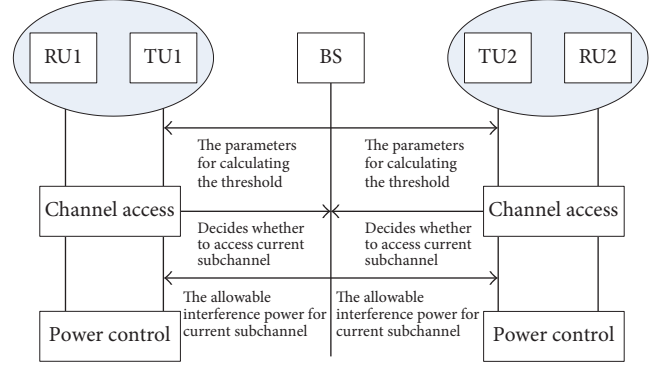 RU1
TU1
BS
TU2
RU2
The parameters
for calculating
the threshold
The parameters
for calculating
the threshold
Channel access
Channel access
Decides whether
to access current
subchannel
Decides whether
to access current
subchannel
The allowable
interference power for
current subchannel
The allowable
interference power for
current subchannel
Power control
Power control